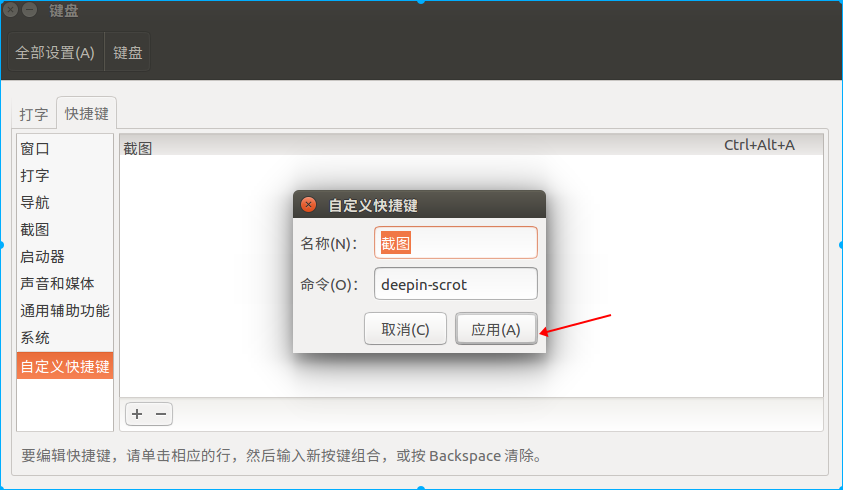 键盘
全部设置(A) 键盘
打字 快捷键
窗口
打字
导航
截图
启动器
声音和媒体
通用辅助功能
系统
自定义快捷键
截图 Ctrl+Alt+A
自定义快捷键
名称(N)： 截图
命令(O)： deepin-scrot
取消(C) 应用(A)
要编辑快捷键，请单击相应的行，然后输入新按键组合，或按 Backspace 清除。